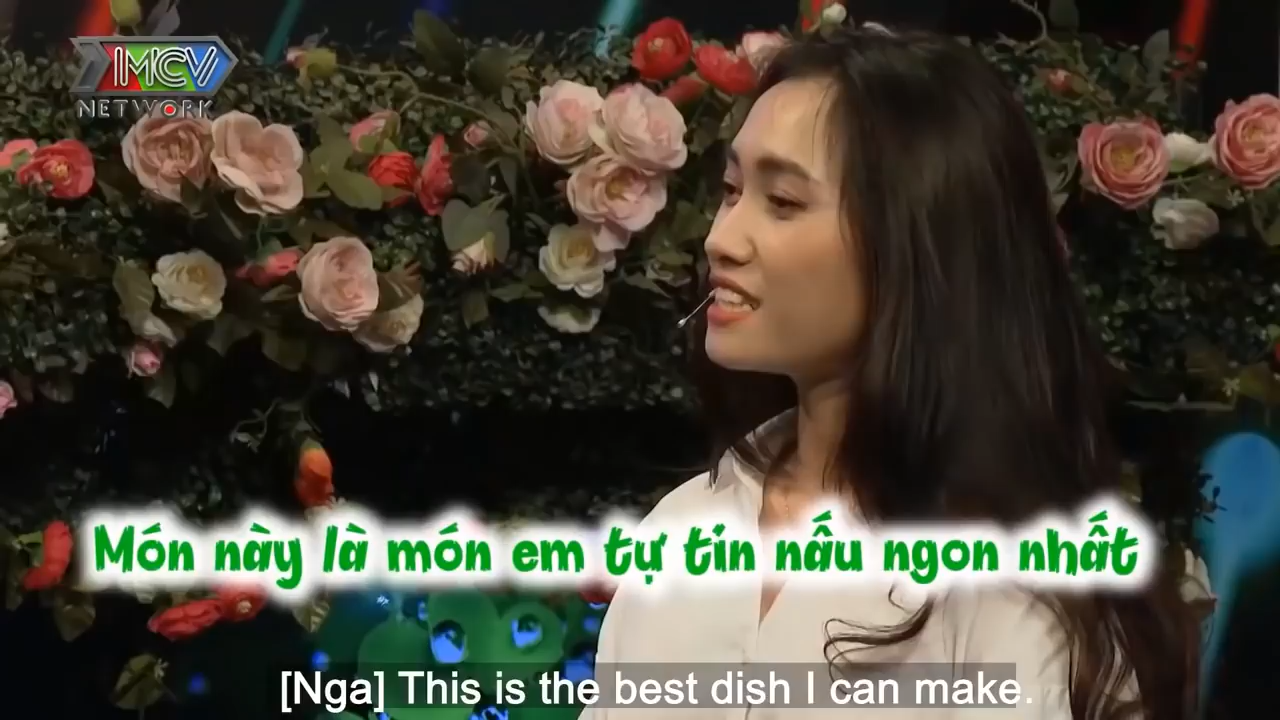 MCV
NETWORK
Món này là món em tự tin nấu ngon nhất
[Nga] This is the best dish I can make.